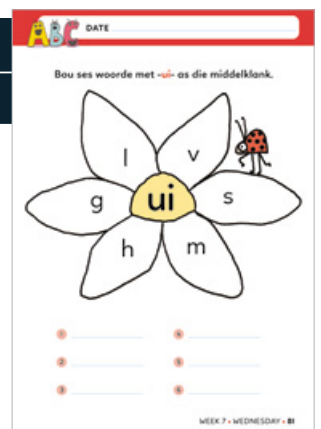 ABC DATE
Bou ses woorde met -ui- as die middelklank.
l v
g ui s
h m
1 4
2 5
3 6
WEEK 7 • WEDNESDAY • 81